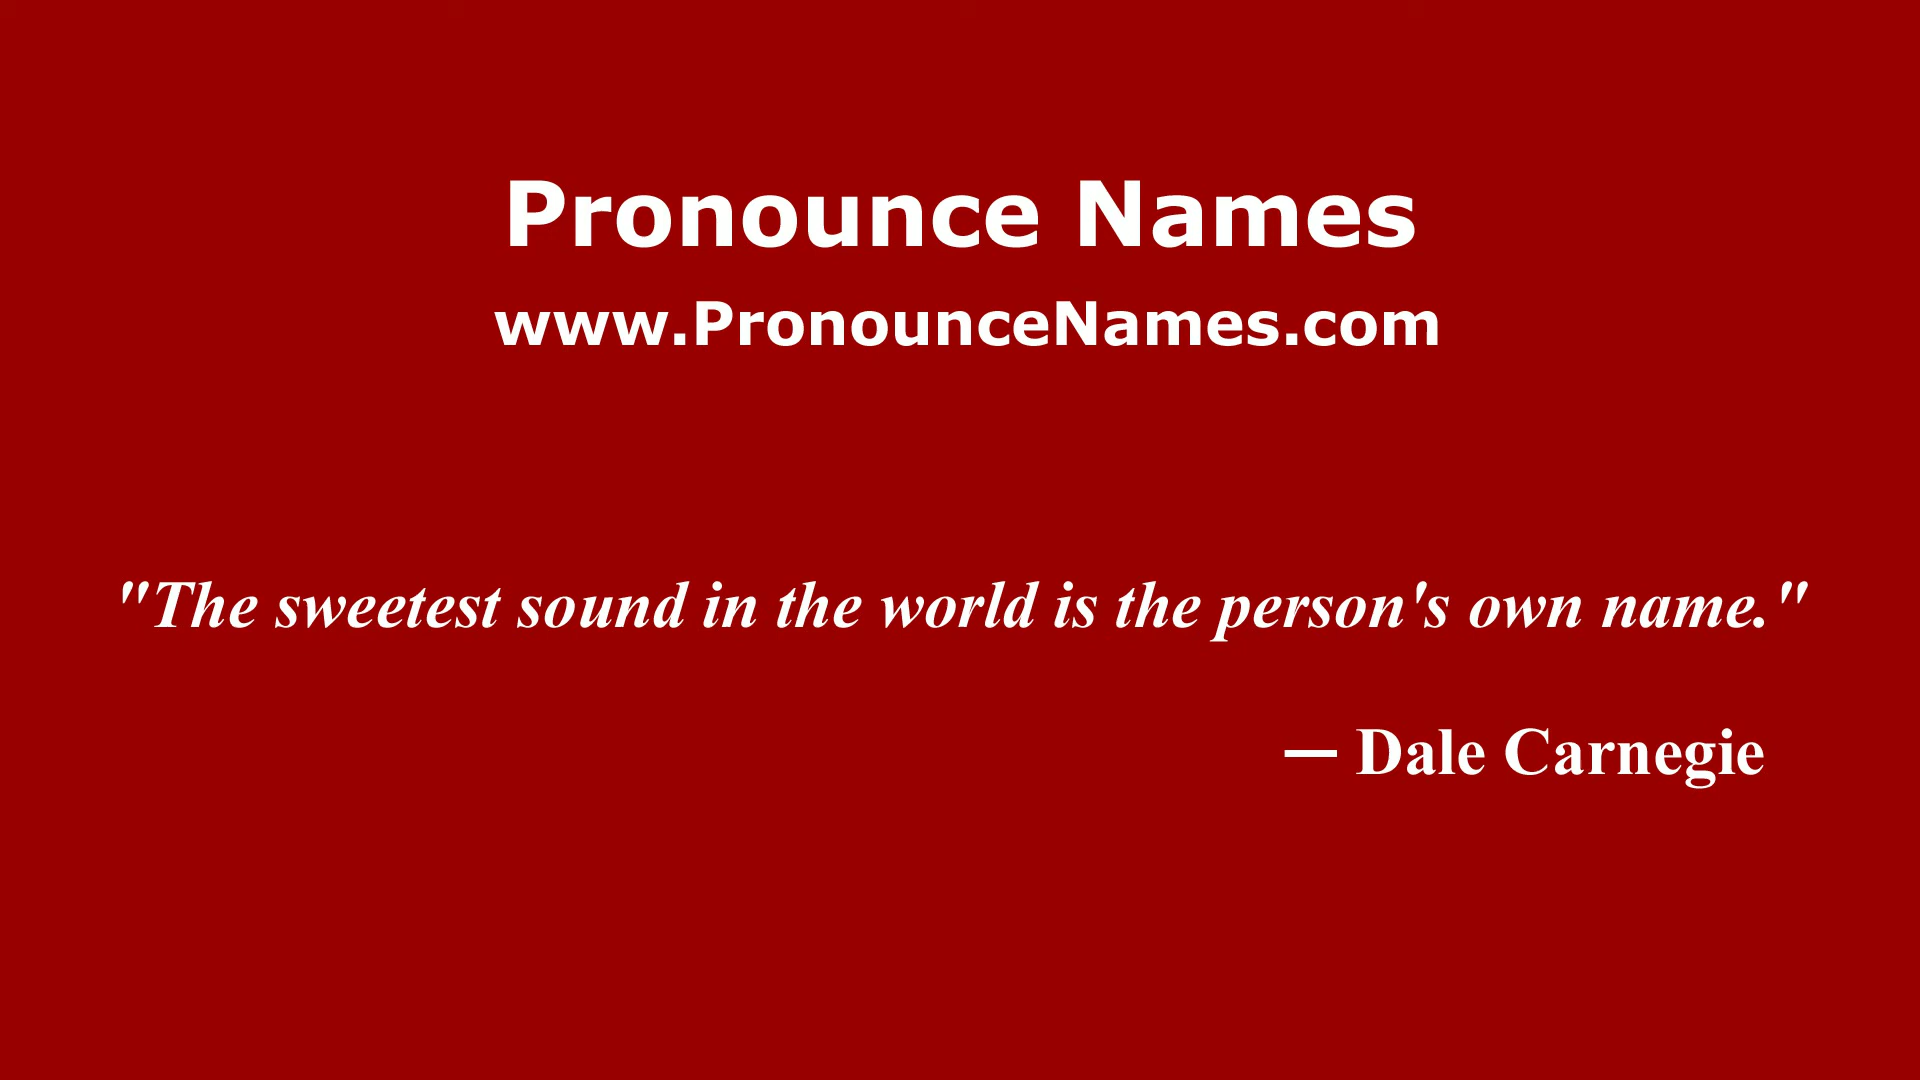 Pronounce Names
www.PronounceNames.com
"The sweetest sound in the world is the person's own name."
— Dale Carnegie